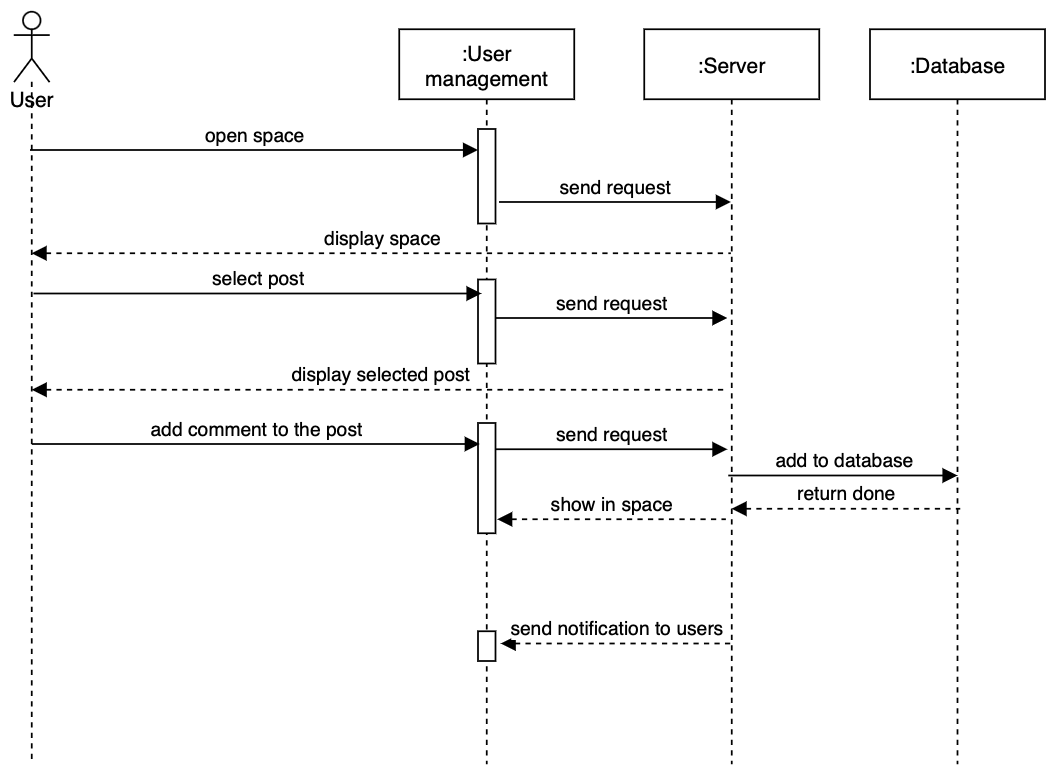 User
:User
management
:Server
:Database
open space
send request
display space
select post
send request
display selected post
add comment to the post
send request
add to database
return done
show in space
send notification to users